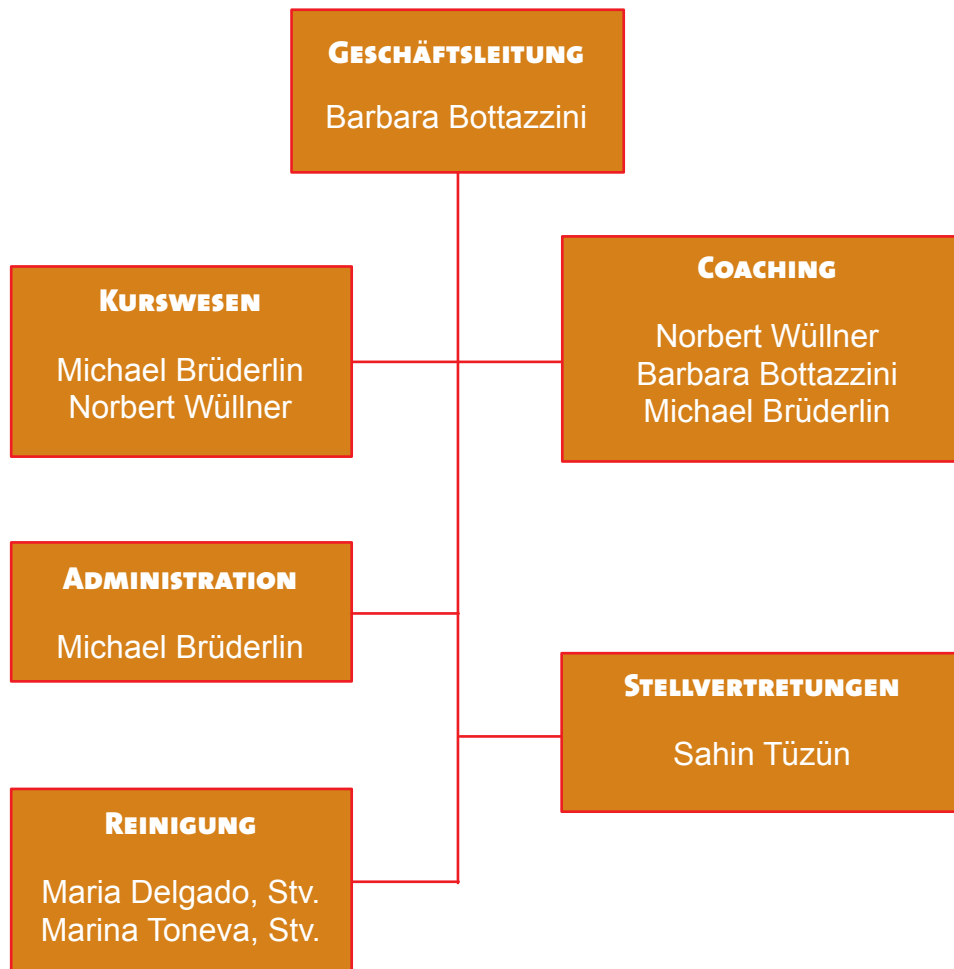 Geschäftsleitung
Barbara Bottazzini
Kurswesen
Michael Brüderlin
Norbert Wüllner
Coaching
Norbert Wüllner
Barbara Bottazzini
Michael Brüderlin
Administration
Michael Brüderlin
Stellvertretungen
Sahin Tüzün
Reinigung
Maria Delgado, Stv.
Marina Toneva, Stv.